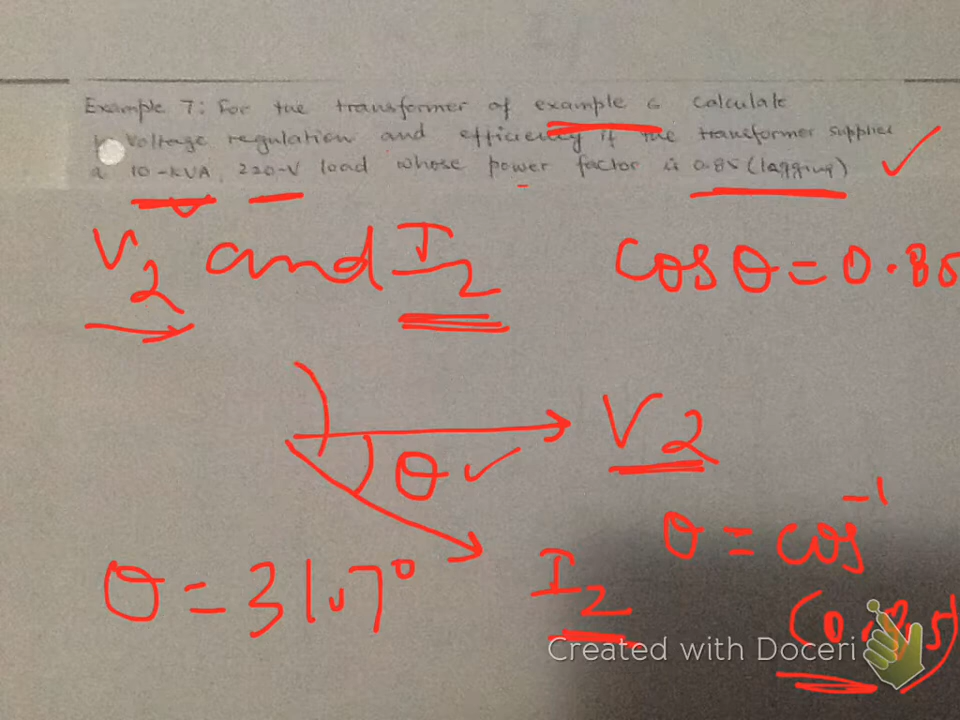 Example 7: For the transformer of example 6 calculate
voltage regulation and efficiency if the transformer supplies
a 10-KVA, 220-V load whose power factor is 0.85 (lagging)
V2 and I2
cos θ = 0.85
V2
θ
θ = cos⁻¹
(0.85)
I2
θ = 31.7°
Created with Doceri